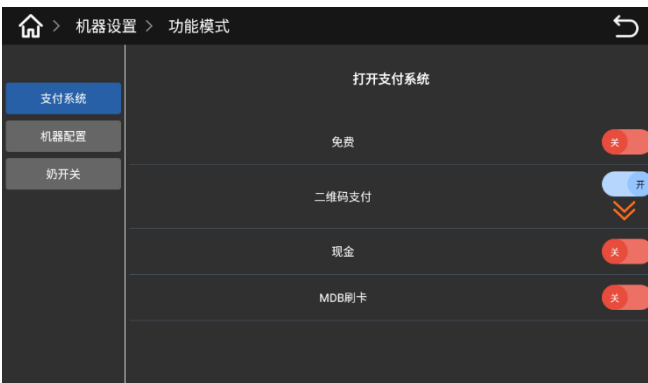 > 机器设置 > 功能模式
打开支付系统
支付系统
机器配置
奶开关
免费 关
二维码支付 开
现金 关
MDB刷卡 关